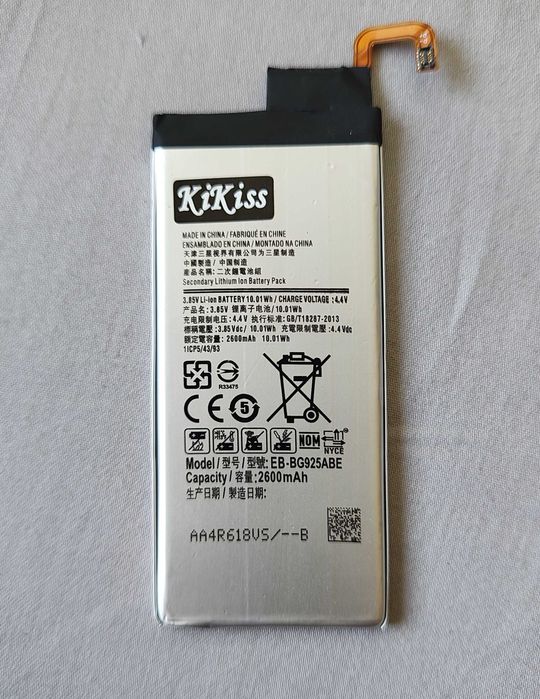 KiKiss
MADE IN CHINA / FABRIQUÉ EN CHINE
ENSAMBLADO EN CHINA / MONTADO NA CHINA
天津三星视界有限公司为三星制造
中國製造 / 中国制造
產品名稱:二次鋰電池組
Secondary Lithium Ion Battery Pack
3.85V Li-ion BATTERY 10.01Wh / CHARGE VOLTAGE : 4.4V
产品名:3.85V 锂离子电池/10.01Wh
充电限制电压:4.4V 执行标准:GB/T18287-2013
標稱電壓:3.85Vdc/ 10.01Wh 充電限制電壓:4.4Vdc
額定電容量:2600mAh 10.01Wh
1ICP5/43/93
R33475
CE 5
NOM NYCE
Model / 型号 / 型號: EB-BG925ABE
Capacity / 容量:2600mAh
生产日期 / 製造日期:
AA4R618VS/--B